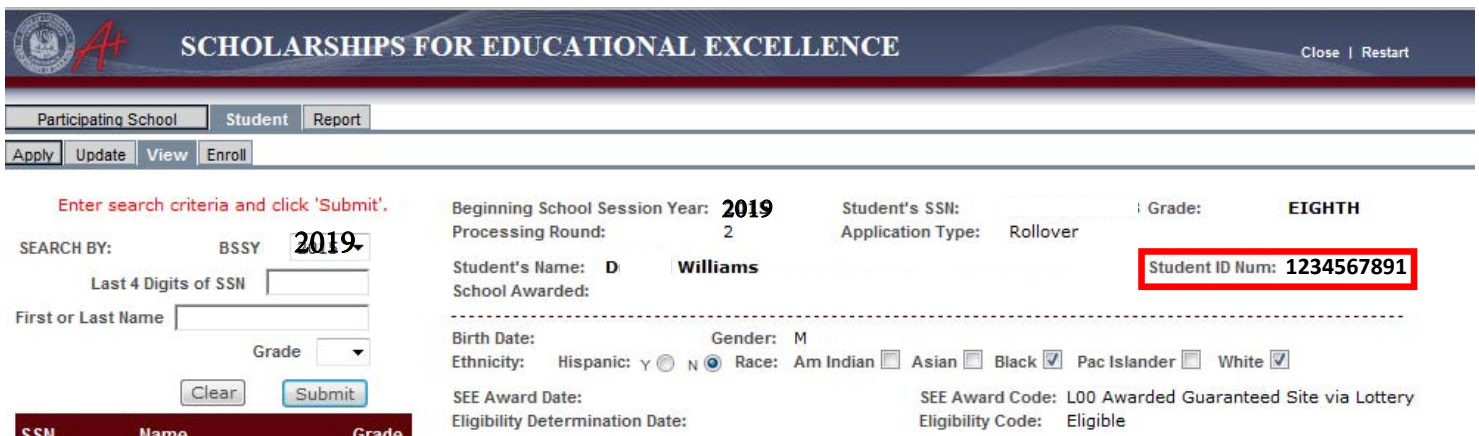 A+ SCHOLARSHIPS FOR EDUCATIONAL EXCELLENCE Close | Restart
Participating School Student Report
Apply Update View Enroll
Enter search criteria and click 'Submit'.
SEARCH BY: BSSY 2019
Last 4 Digits of SSN
First or Last Name
Grade
Clear Submit
SSN Name Grade
Beginning School Session Year: 2019 Student's SSN: Grade: EIGHTH
Processing Round: 2 Application Type: Rollover
Student's Name: D Williams Student ID Num: 1234567891
School Awarded:
Birth Date: Gender: M
Ethnicity: Hispanic: Y N Race: Am Indian Asian Black Pac Islander White
SEE Award Date: SEE Award Code: L00 Awarded Guaranteed Site via Lottery
Eligibility Determination Date: Eligibility Code: Eligible